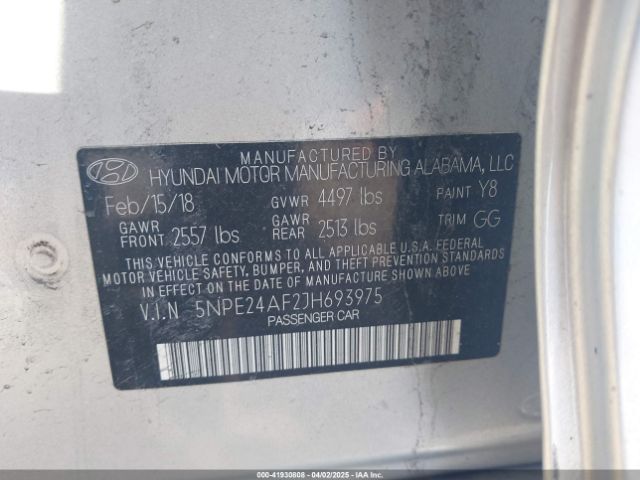 MANUFACTURED BY
HYUNDAI MOTOR MANUFACTURING ALABAMA, LLC
Feb/15/18 GVWR 4497 lbs PAINT Y8
GAWR FRONT 2557 lbs GAWR REAR 2513 lbs TRIM GG
THIS VEHICLE CONFORMS TO ALL APPLICABLE U.S.A. FEDERAL
MOTOR VEHICLE SAFETY, BUMPER, AND THEFT PREVENTION STANDARDS
IN EFFECT ON THE DATE OF MANUFACTURE SHOWN ABOVE.
V.I.N 5NPE24AF2JH693975
PASSENGER CAR
000-41930808 04/02/2025 IAAI.com